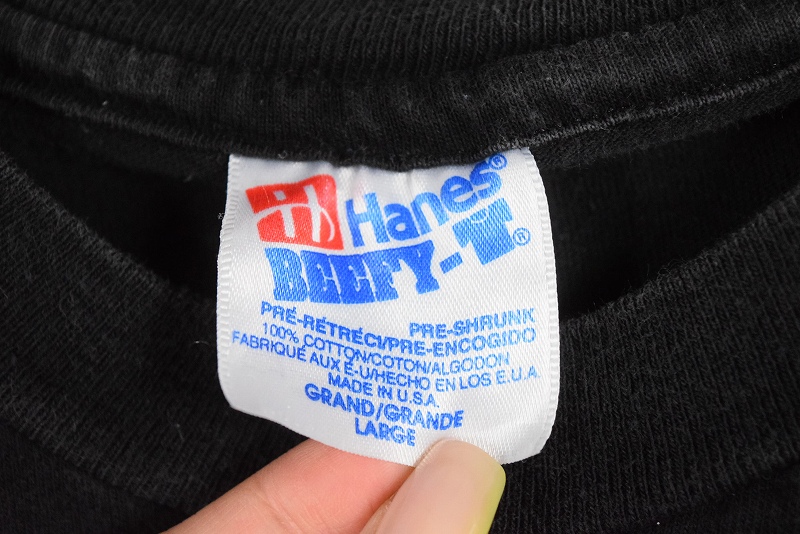 Hanes®
BEEFY-T®
PRE-SHRUNK
PRÉ-RÉTRÉCI/PRE-ENCOGIDO
100% COTTON/COTON/ALGODON
FABRIQUÉ AUX É-U/HECHO EN LOS E.U.A.
MADE IN U.S.A.
GRAND/GRANDE
LARGE